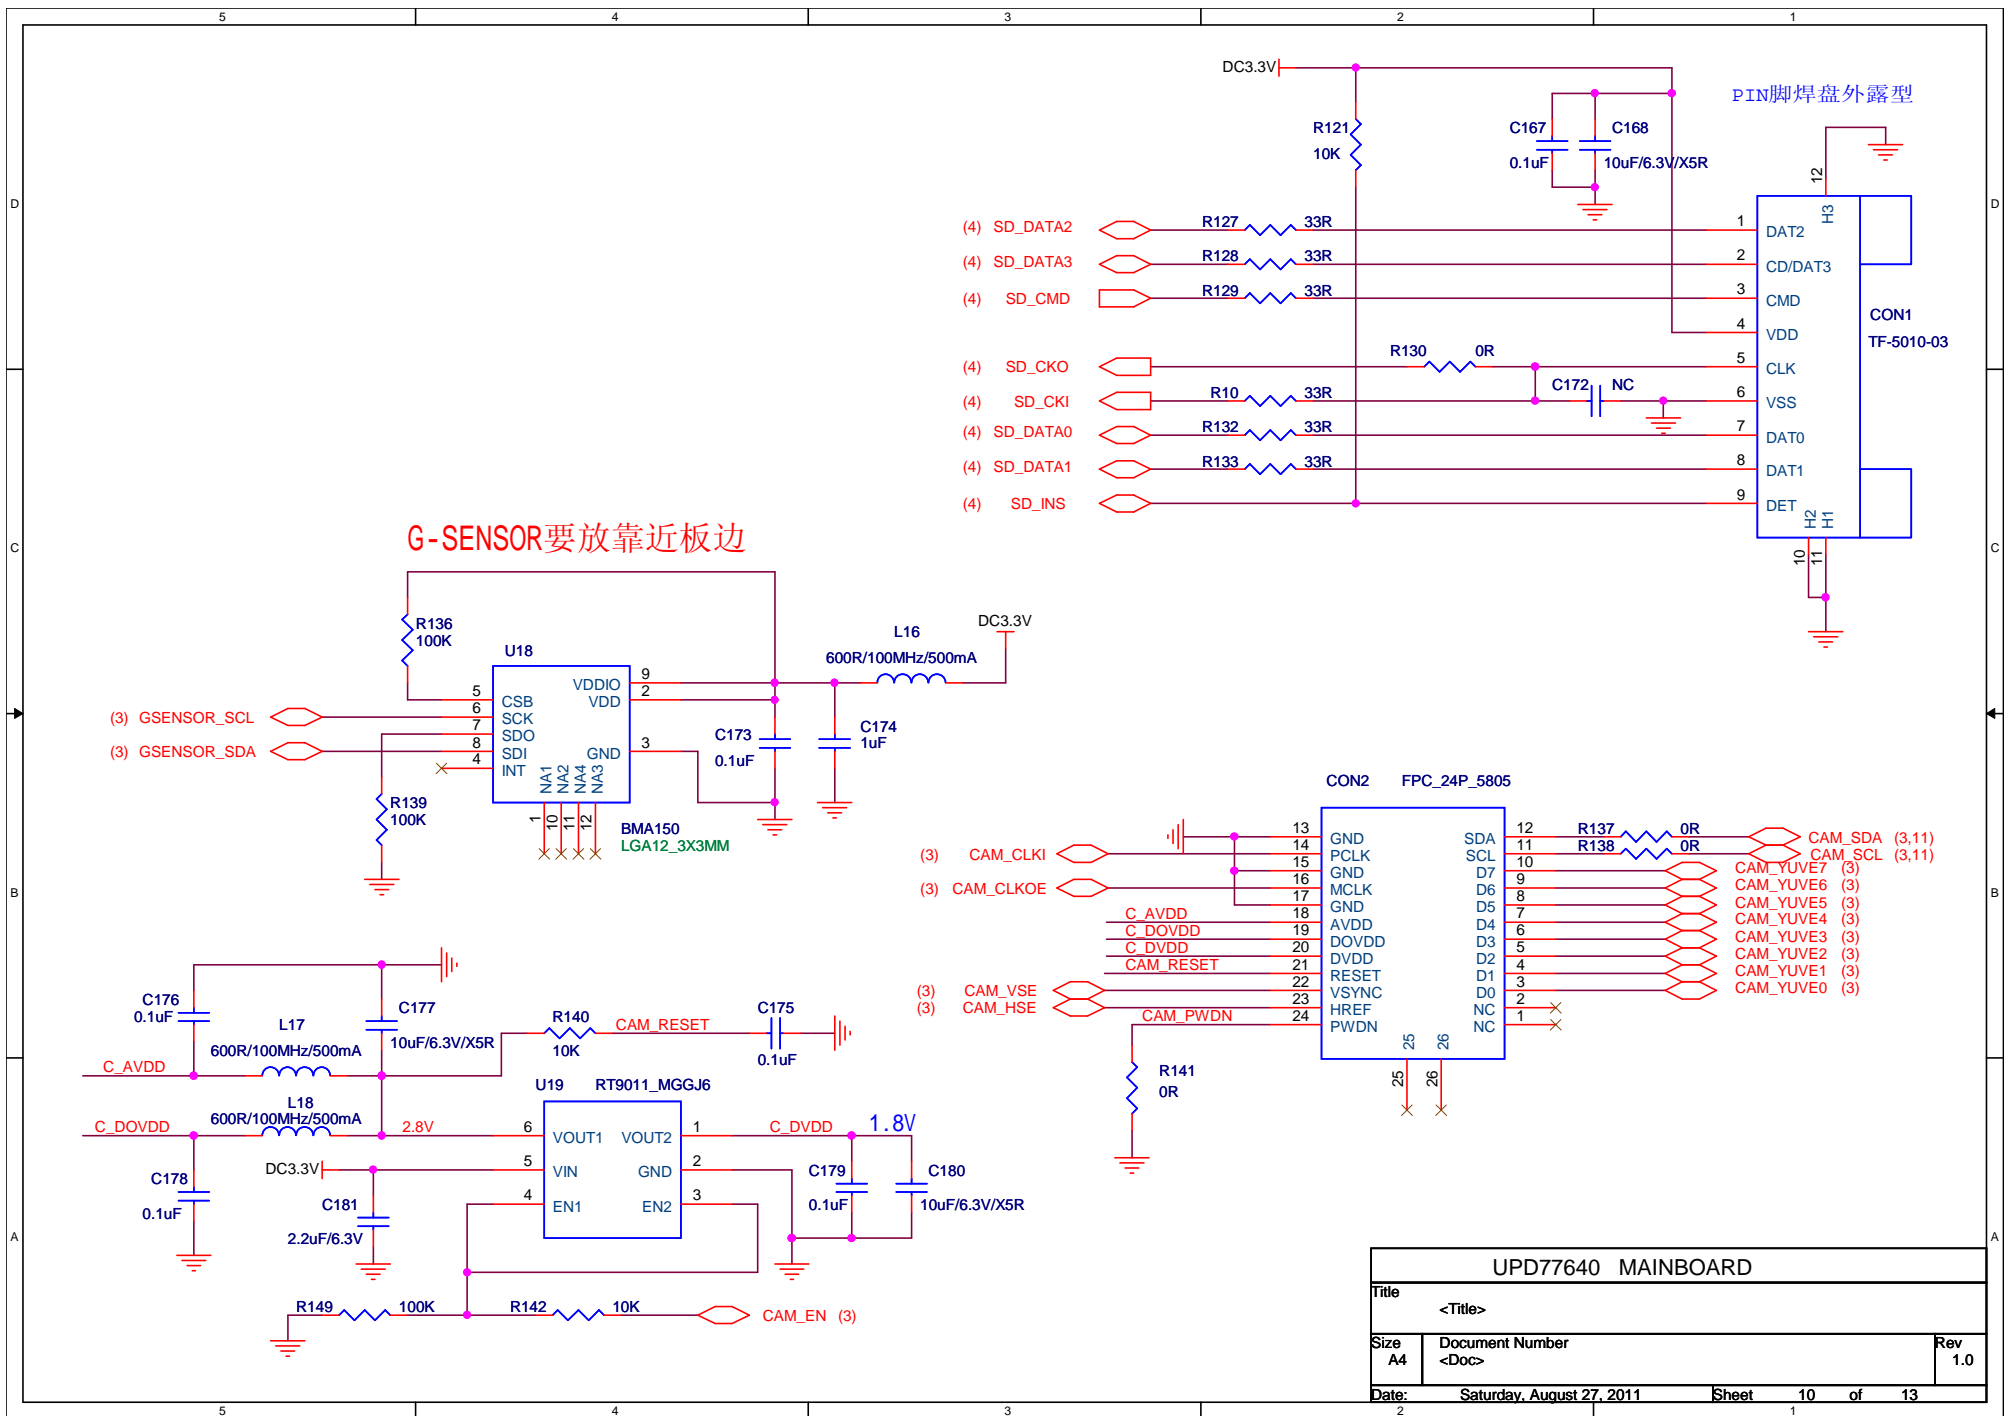 5 4 3 2 1
DC3.3V
PIN脚焊盘外露型
R121
10K
C167
0.1uF
C168
10uF/6.3V/X5R
12
H3
D D
(4) SD_DATA2 R127 33R 1 DAT2
(4) SD_DATA3 R128 33R 2 CD/DAT3
(4) SD_CMD R129 33R 3 CMD
4 VDD
CON1
TF-5010-03
(4) SD_CKO R130 0R 5 CLK
(4) SD_CKI R10 33R C172 NC 6 VSS
(4) SD_DATA0 R132 33R 7 DAT0
(4) SD_DATA1 R133 33R 8 DAT1
(4) SD_INS 9 DET
H2 H1
10 11
C C
G-SENSOR要放靠近板边
R136
100K
U18
L16
600R/100MHz/500mA
DC3.3V
VDDIO 9
VDD 2
5 CSB
(3) GSENSOR_SCL 6 SCK
7 SDO
(3) GSENSOR_SDA 8 SDI
4 INT
GND 3
NA1 NA2 NA4 NA3
1 10 11 12
C173
0.1uF
C174
1uF
R139
100K
BMA150
LGA12_3X3MM
CON2 FPC_24P_5805
13 GND SDA 12 R137 0R CAM_SDA (3,11)
(3) CAM_CLKI 14 PCLK SCL 11 R138 0R CAM_SCL (3,11)
15 GND D7 10 CAM_YUVE7 (3)
(3) CAM_CLKOE 16 MCLK D6 9 CAM_YUVE6 (3)
17 GND D5 8 CAM_YUVE5 (3)
C_AVDD 18 AVDD D4 7 CAM_YUVE4 (3)
C_DOVDD 19 DOVDD D3 6 CAM_YUVE3 (3)
C_DVDD 20 DVDD D2 5 CAM_YUVE2 (3)
CAM_RESET 21 RESET D1 4 CAM_YUVE1 (3)
(3) CAM_VSE 22 VSYNC D0 3 CAM_YUVE0 (3)
(3) CAM_HSE 23 HREF NC 2
CAM_PWDN 24 PWDN NC 1
25 26
25 26
R141
0R
B B
C176
0.1uF
C177
10uF/6.3V/X5R
L17
600R/100MHz/500mA
C_AVDD
R140
10K
CAM_RESET
C175
0.1uF
L18
600R/100MHz/500mA
C_DOVDD
2.8V
U19 RT9011_MGGJ6
6 VOUT1 VOUT2 1 C_DVDD 1.8V
DC3.3V 5 VIN GND 2
4 EN1 EN2 3
C178
0.1uF
C181
2.2uF/6.3V
C179
0.1uF
C180
10uF/6.3V/X5R
A A
R149 100K R142 10K CAM_EN (3)
UPD77640 MAINBOARD
Title
<Title>
Size Document Number Rev
A4 <Doc> 1.0
Date: Saturday, August 27, 2011 Sheet 10 of 13
5 4 3 2 1